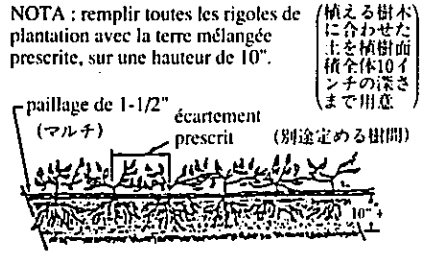 NOTA : remplir toutes les rigoles de
plantation avec la terre mélangée
prescrite, sur une hauteur de 10".
(植える樹木
に合わせた
土を植樹面
積全体10イ
ンチの深さ
まで用意)
paillage de 1-1/2"
(マルチ)
écartement
prescrit
(別途定める樹間)
10" +